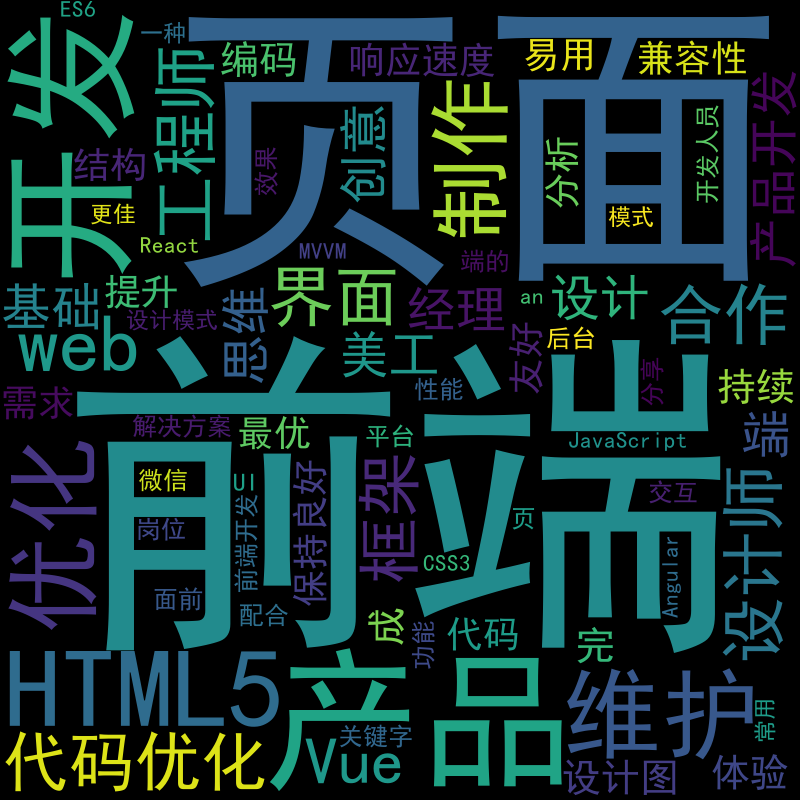 ES6
一种
开发
工程师
编码
页面
响应速度
创意
效果
制作
易用
兼容性
分析
开发人员
产品开发
结构
更佳
React
MVVM
端的
模式
基础
提升
设计模式
思维
界面
经理
an
设计
合作
web
美工
友好
后台
分享
需求
解决方案
最优
平台
性能
持续
前端
JavaScript
端
优化
微信
UI
岗位
前端开发
保持良好
框架
CSS3
页
交互
Angular
设计师
面前
配合
成
功能
代码
完
HTML5
产品
维护
常用
代码优化
Vue
关键字
设计图
体验